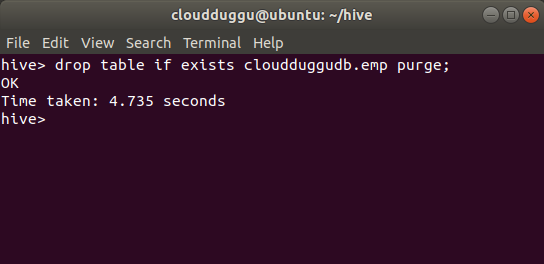 cloudduggu@ubuntu: ~/hive
File Edit View Search Terminal Help
hive> drop table if exists cloudduggudb.emp purge;
OK
Time taken: 4.735 seconds
hive>